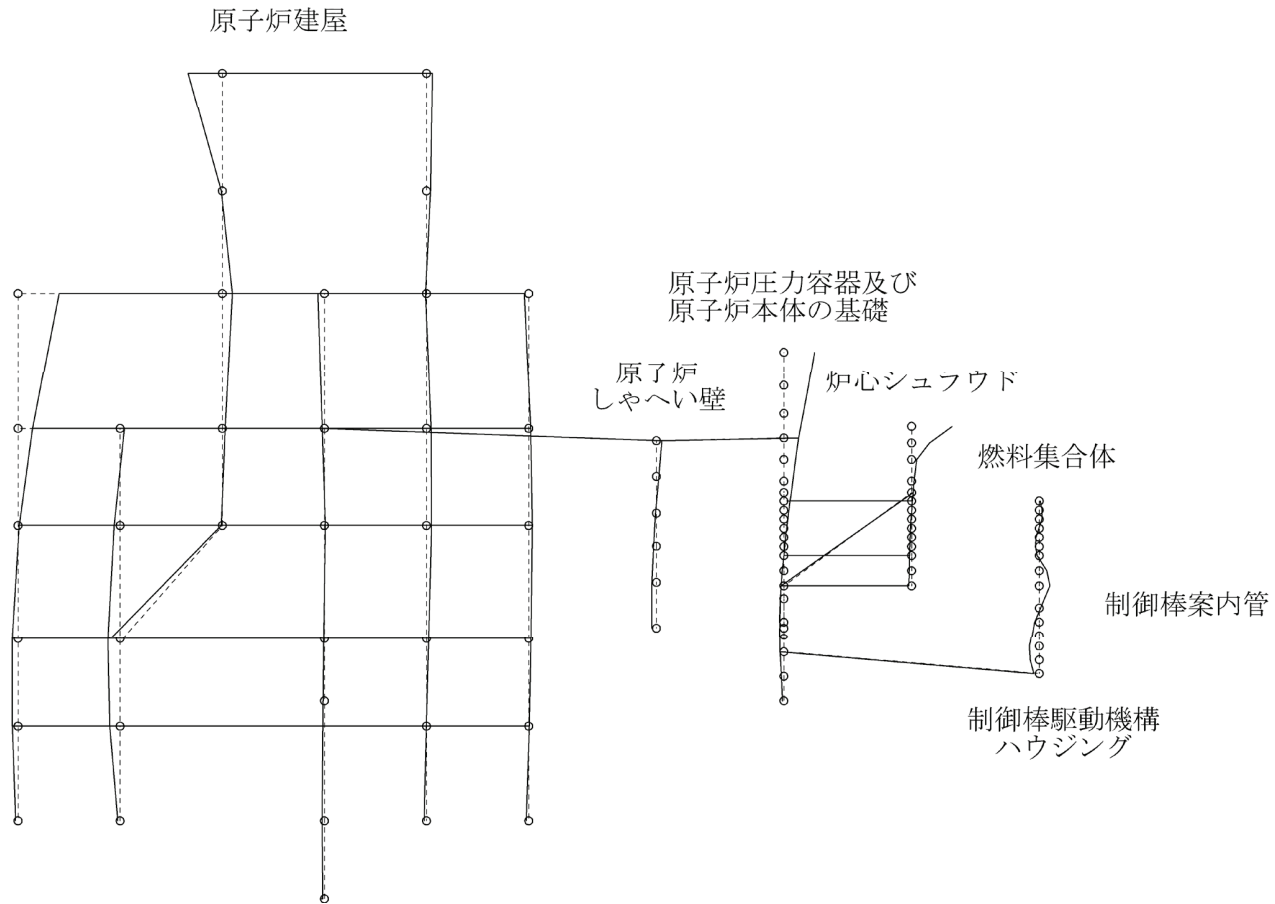 原子炉建屋
原子炉圧力容器及び
原子炉本体の基礎
原子炉
しゃへい壁
炉心シュラウド
燃料集合体
制御棒案内管
制御棒駆動機構
ハウジング